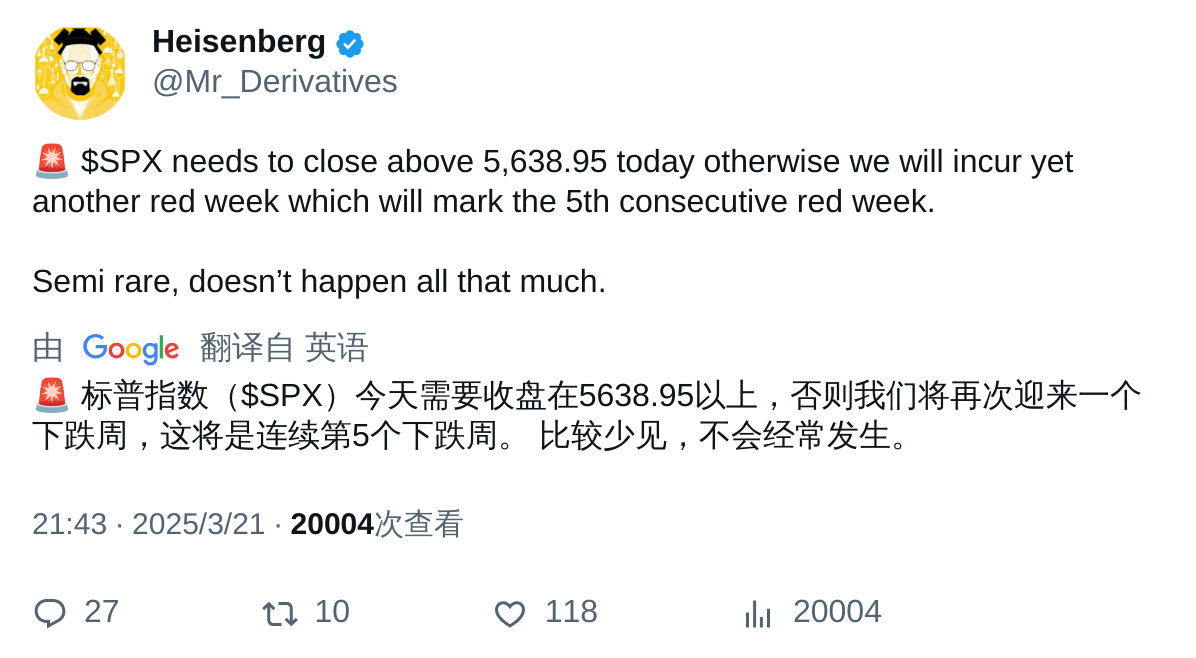 Heisenberg
@Mr_Derivatives
🚨 $SPX needs to close above 5,638.95 today otherwise we will incur yet
another red week which will mark the 5th consecutive red week.
Semi rare, doesn’t happen all that much.
由 Google 翻译自 英语
🚨 标普指数（$SPX）今天需要收盘在5638.95以上，否则我们将再次迎来一个
下跌周，这将是连续第5个下跌周。 比较少见，不会经常发生。
21:43 · 2025/3/21 · 20004次查看
27 10 118 20004